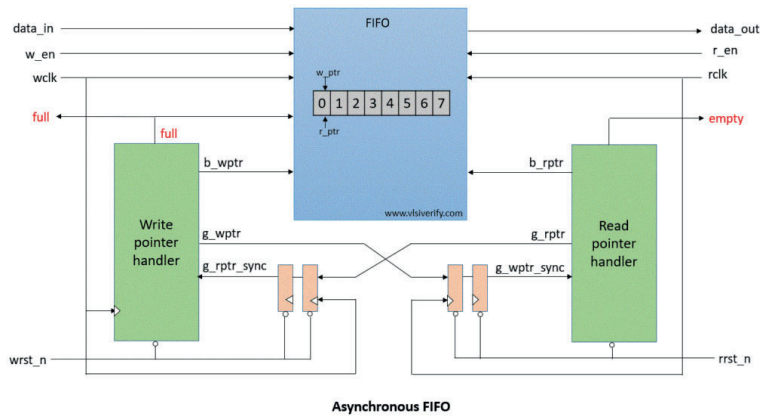 data_in
FIFO
data_out
w_en
r_en
wclk
rclk
w_ptr
0 1 2 3 4 5 6 7
r_ptr
full
full
empty
b_wptr
b_rptr
www.vlsiverify.com
Write
pointer
handler
g_wptr
g_rptr
Read
pointer
handler
g_rptr_sync
g_wptr_sync
wrst_n
rrst_n
Asynchronous FIFO